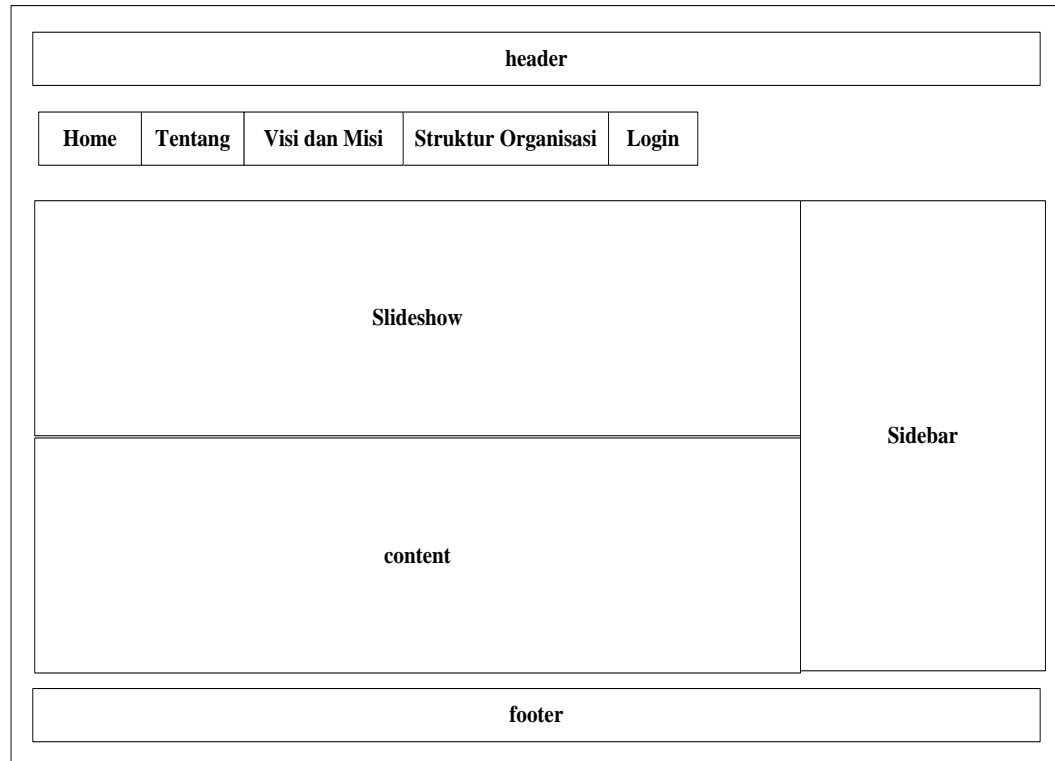 header
Home
Tentang
Visi dan Misi
Struktur Organisasi
Login
Slideshow
Sidebar
content
footer